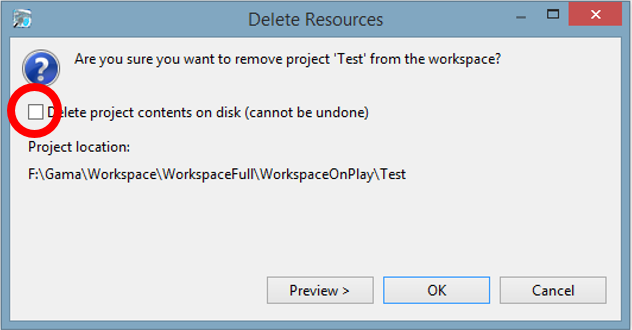 Delete Resources
Are you sure you want to remove project 'Test' from the workspace?
Delete project contents on disk (cannot be undone)
Project location:
F:\Gama\Workspace\WorkspaceFull\WorkspaceOnPlay\Test
Preview >
OK
Cancel